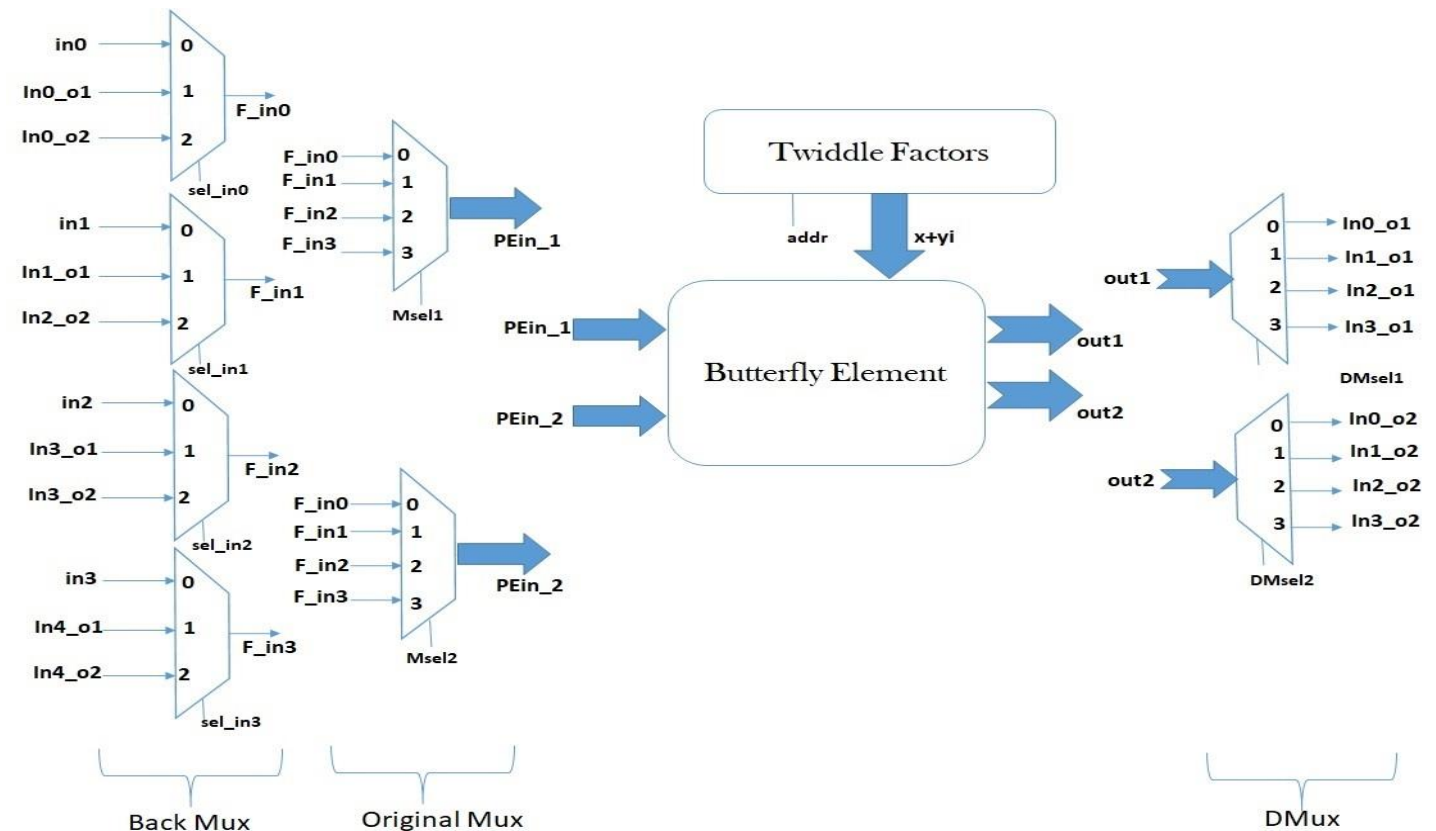 in0
0
In0_o1
1
F_in0
In0_o2
2
sel_in0
in1
0
In1_o1
1
F_in1
In2_o2
2
sel_in1
in2
0
In3_o1
1
F_in2
In3_o2
2
sel_in2
in3
0
In4_o1
1
F_in3
In4_o2
2
sel_in3
Back Mux
F_in0
0
F_in1
1
F_in2
2
F_in3
3
PEin_1
Msel1
F_in0
0
F_in1
1
F_in2
2
F_in3
3
PEin_2
Msel2
Original Mux
Twiddle Factors
addr
x+yi
PEin_1
PEin_2
Butterfly Element
out1
out2
out1
0
In0_o1
1
In1_o1
2
In2_o1
3
In3_o1
DMsel1
out2
0
In0_o2
1
In1_o2
2
In2_o2
3
In3_o2
DMsel2
DMux